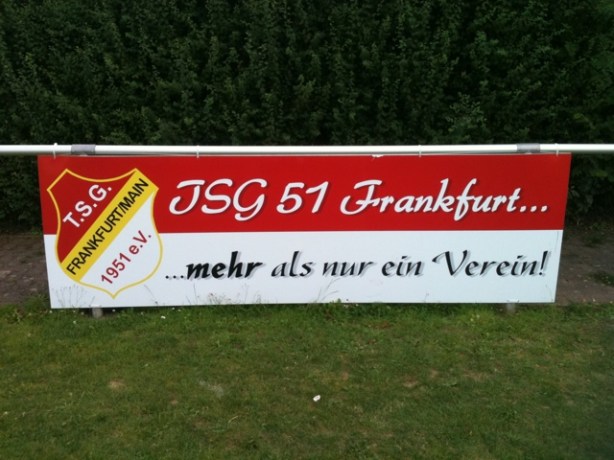 T.S.G.
FRANKFURT/MAIN
1951 e.V.
TSG 51 Frankfurt...
...mehr als nur ein Verein!